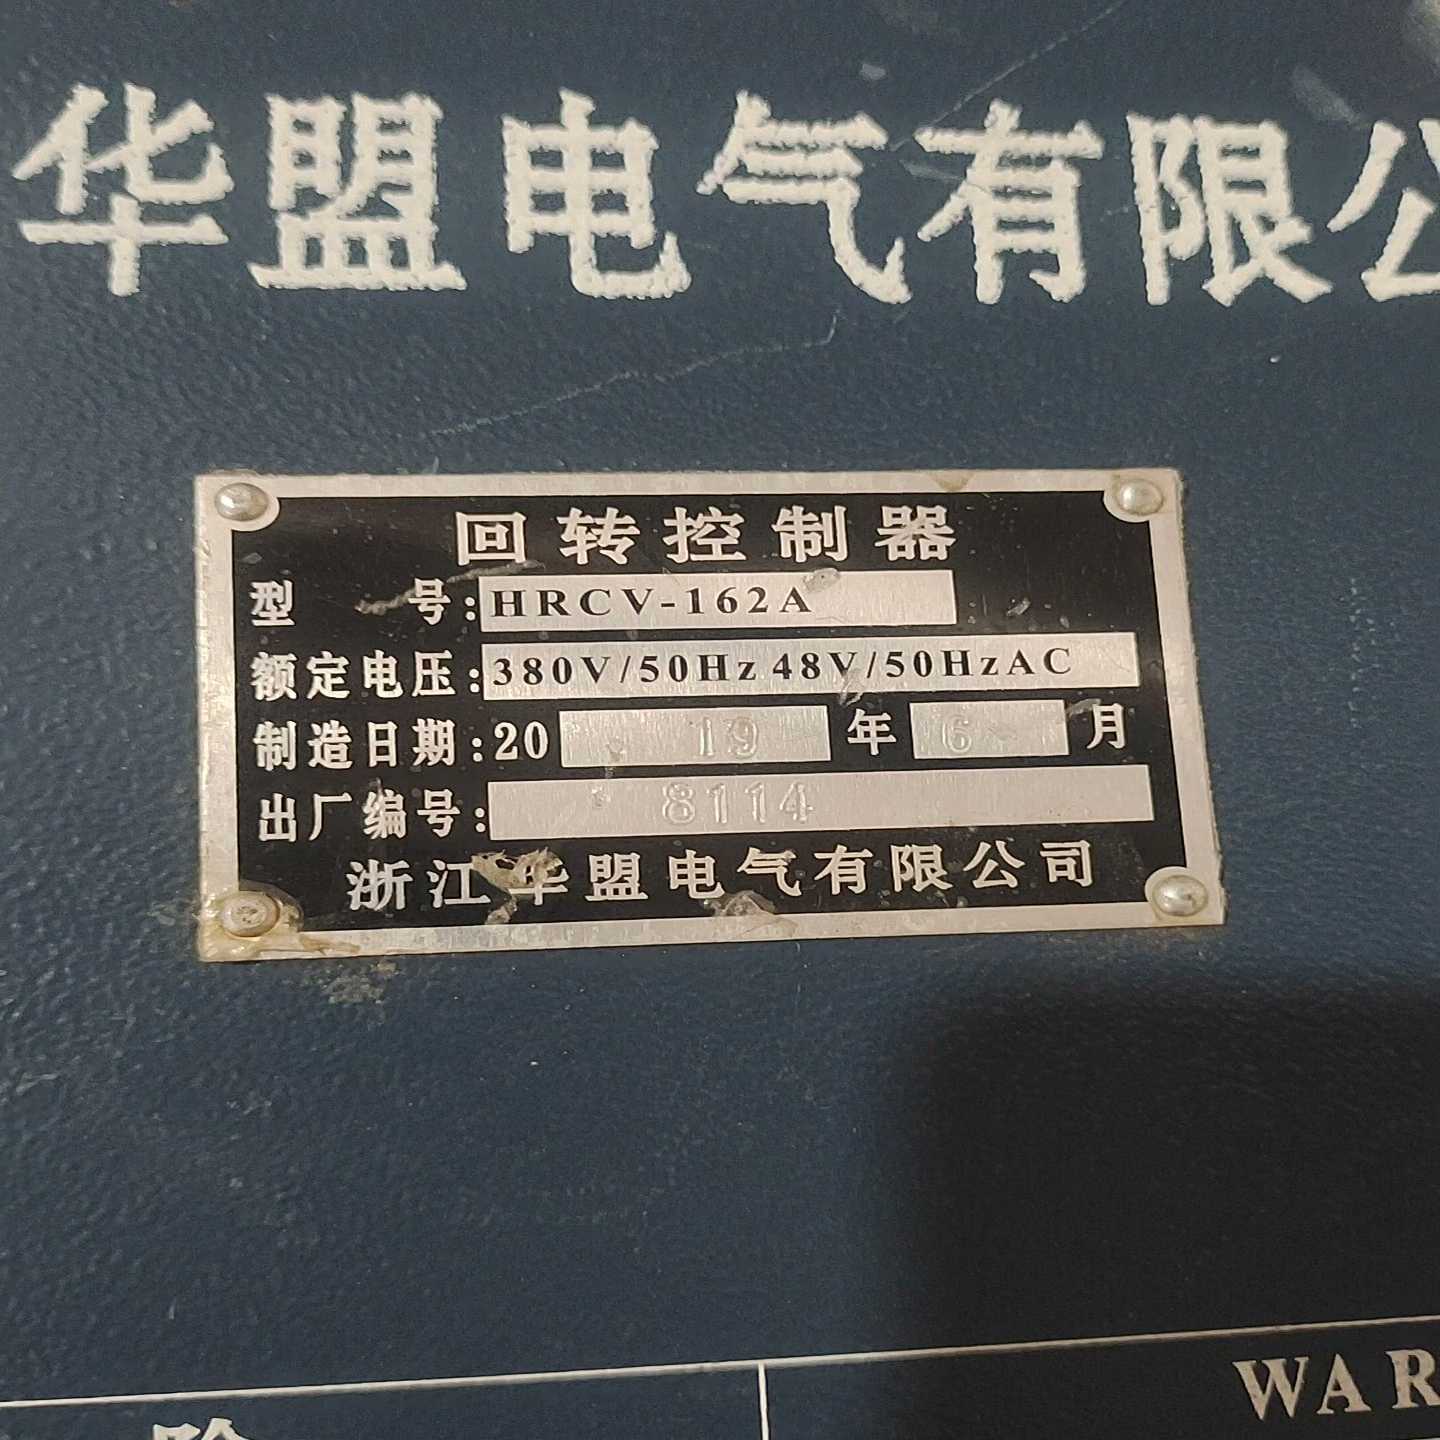 华盟电气有限公
回转控制器
型 号:HRCV-162A
额定电压:380V/50Hz 48V/50HzAC
制造日期:20 19 年 6 月
出厂编号: 8114
浙江华盟电气有限公司
WAR